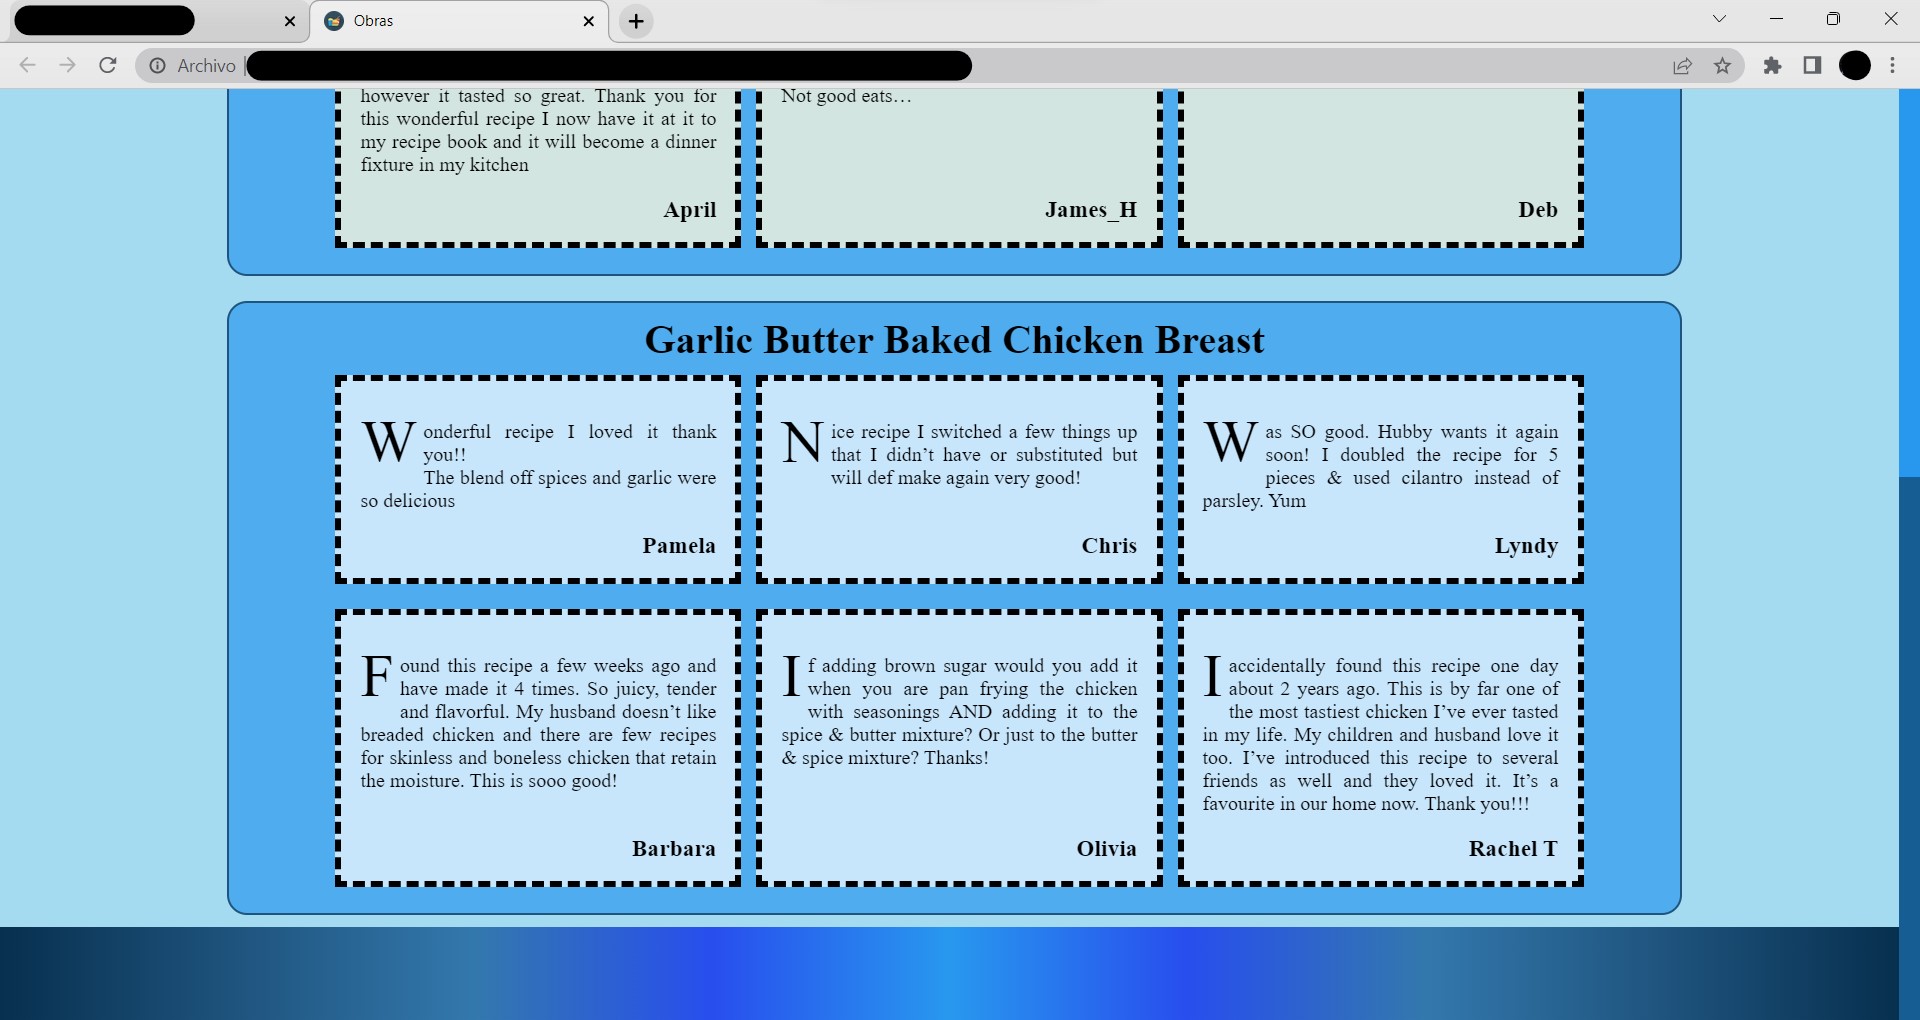 Obras
Archivo
however it tasted so great. Thank you for
this wonderful recipe I now have it at it to
my recipe book and it will become a dinner
fixture in my kitchen
April
Not good eats…
James_H
Deb
Garlic Butter Baked Chicken Breast
Wonderful recipe I loved it thank
you!!
The blend off spices and garlic were
so delicious
Pamela
Nice recipe I switched a few things up
that I didn’t have or substituted but
will def make again very good!
Chris
Was SO good. Hubby wants it again
soon! I doubled the recipe for 5
pieces & used cilantro instead of
parsley. Yum
Lyndy
Found this recipe a few weeks ago and
have made it 4 times. So juicy, tender
and flavorful. My husband doesn’t like
breaded chicken and there are few recipes
for skinless and boneless chicken that retain
the moisture. This is sooo good!
Barbara
If adding brown sugar would you add it
when you are pan frying the chicken
with seasonings AND adding it to the
spice & butter mixture? Or just to the butter
& spice mixture? Thanks!
Olivia
I accidentally found this recipe one day
about 2 years ago. This is by far one of
the most tastiest chicken I’ve ever tasted
in my life. My children and husband love it
too. I’ve introduced this recipe to several
friends as well and they loved it. It’s a
favourite in our home now. Thank you!!!
Rachel T